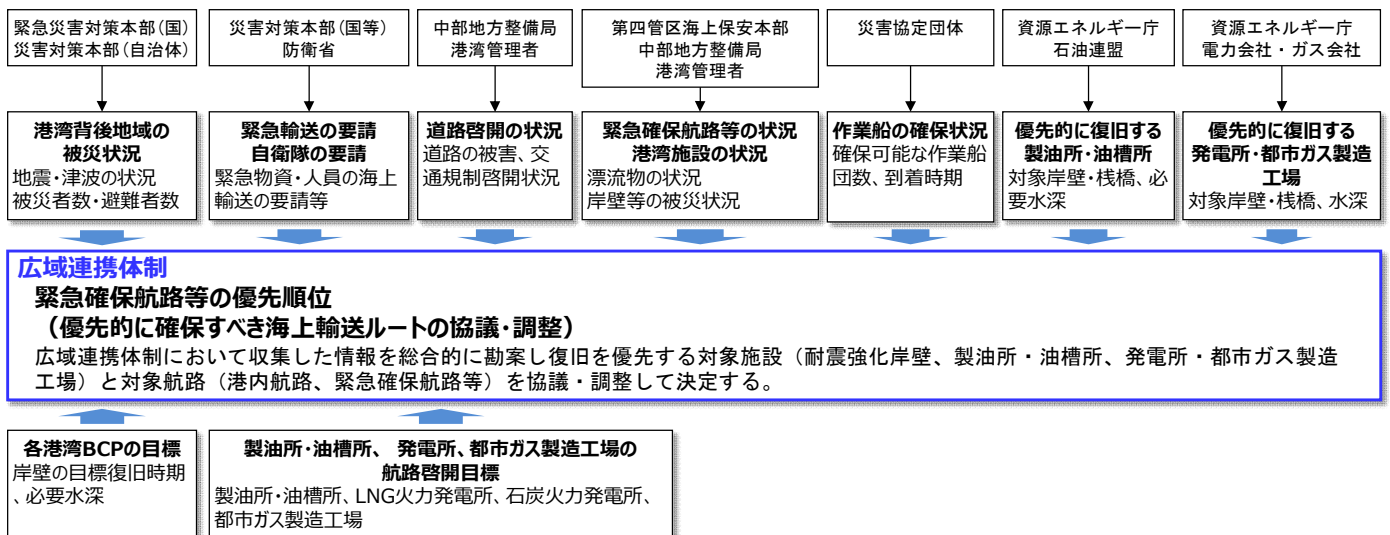 緊急災害対策本部(国)
災害対策本部(自治体)
災害対策本部(国等)
防衛省
中部地方整備局
港湾管理者
第四管区海上保安本部
中部地方整備局
港湾管理者
災害協定団体
資源エネルギー庁
石油連盟
資源エネルギー庁
電力会社・ガス会社
港湾背後地域の
被災状況
地震・津波の状況
被災者数・避難者数
緊急輸送の要請
自衛隊の要請
緊急物資・人員の海上
輸送の要請等
道路啓開の状況
道路の被害、交
通規制啓開状況
緊急確保航路等の状況
港湾施設の状況
漂流物の状況
岸壁等の被災状況
作業船の確保状況
確保可能な作業船
団数、到着時期
優先的に復旧する
製油所・油槽所
対象岸壁・桟橋、必
要水深
優先的に復旧する
発電所・都市ガス製造
工場
対象岸壁・桟橋、水深
広域連携体制
緊急確保航路等の優先順位
(優先的に確保すべき海上輸送ルートの協議・調整)
広域連携体制において収集した情報を総合的に勘案し復旧を優先する対象施設(耐震強化岸壁、製油所・油槽所、発電所・都市ガス製造
工場)と対象航路(港内航路、緊急確保航路等)を協議・調整して決定する。
各港湾BCPの目標
岸壁の目標復旧時期
、必要水深
製油所・油槽所、 発電所、都市ガス製造工場の
航路啓開目標
製油所・油槽所、LNG火力発電所、石炭火力発電所、
都市ガス製造工場